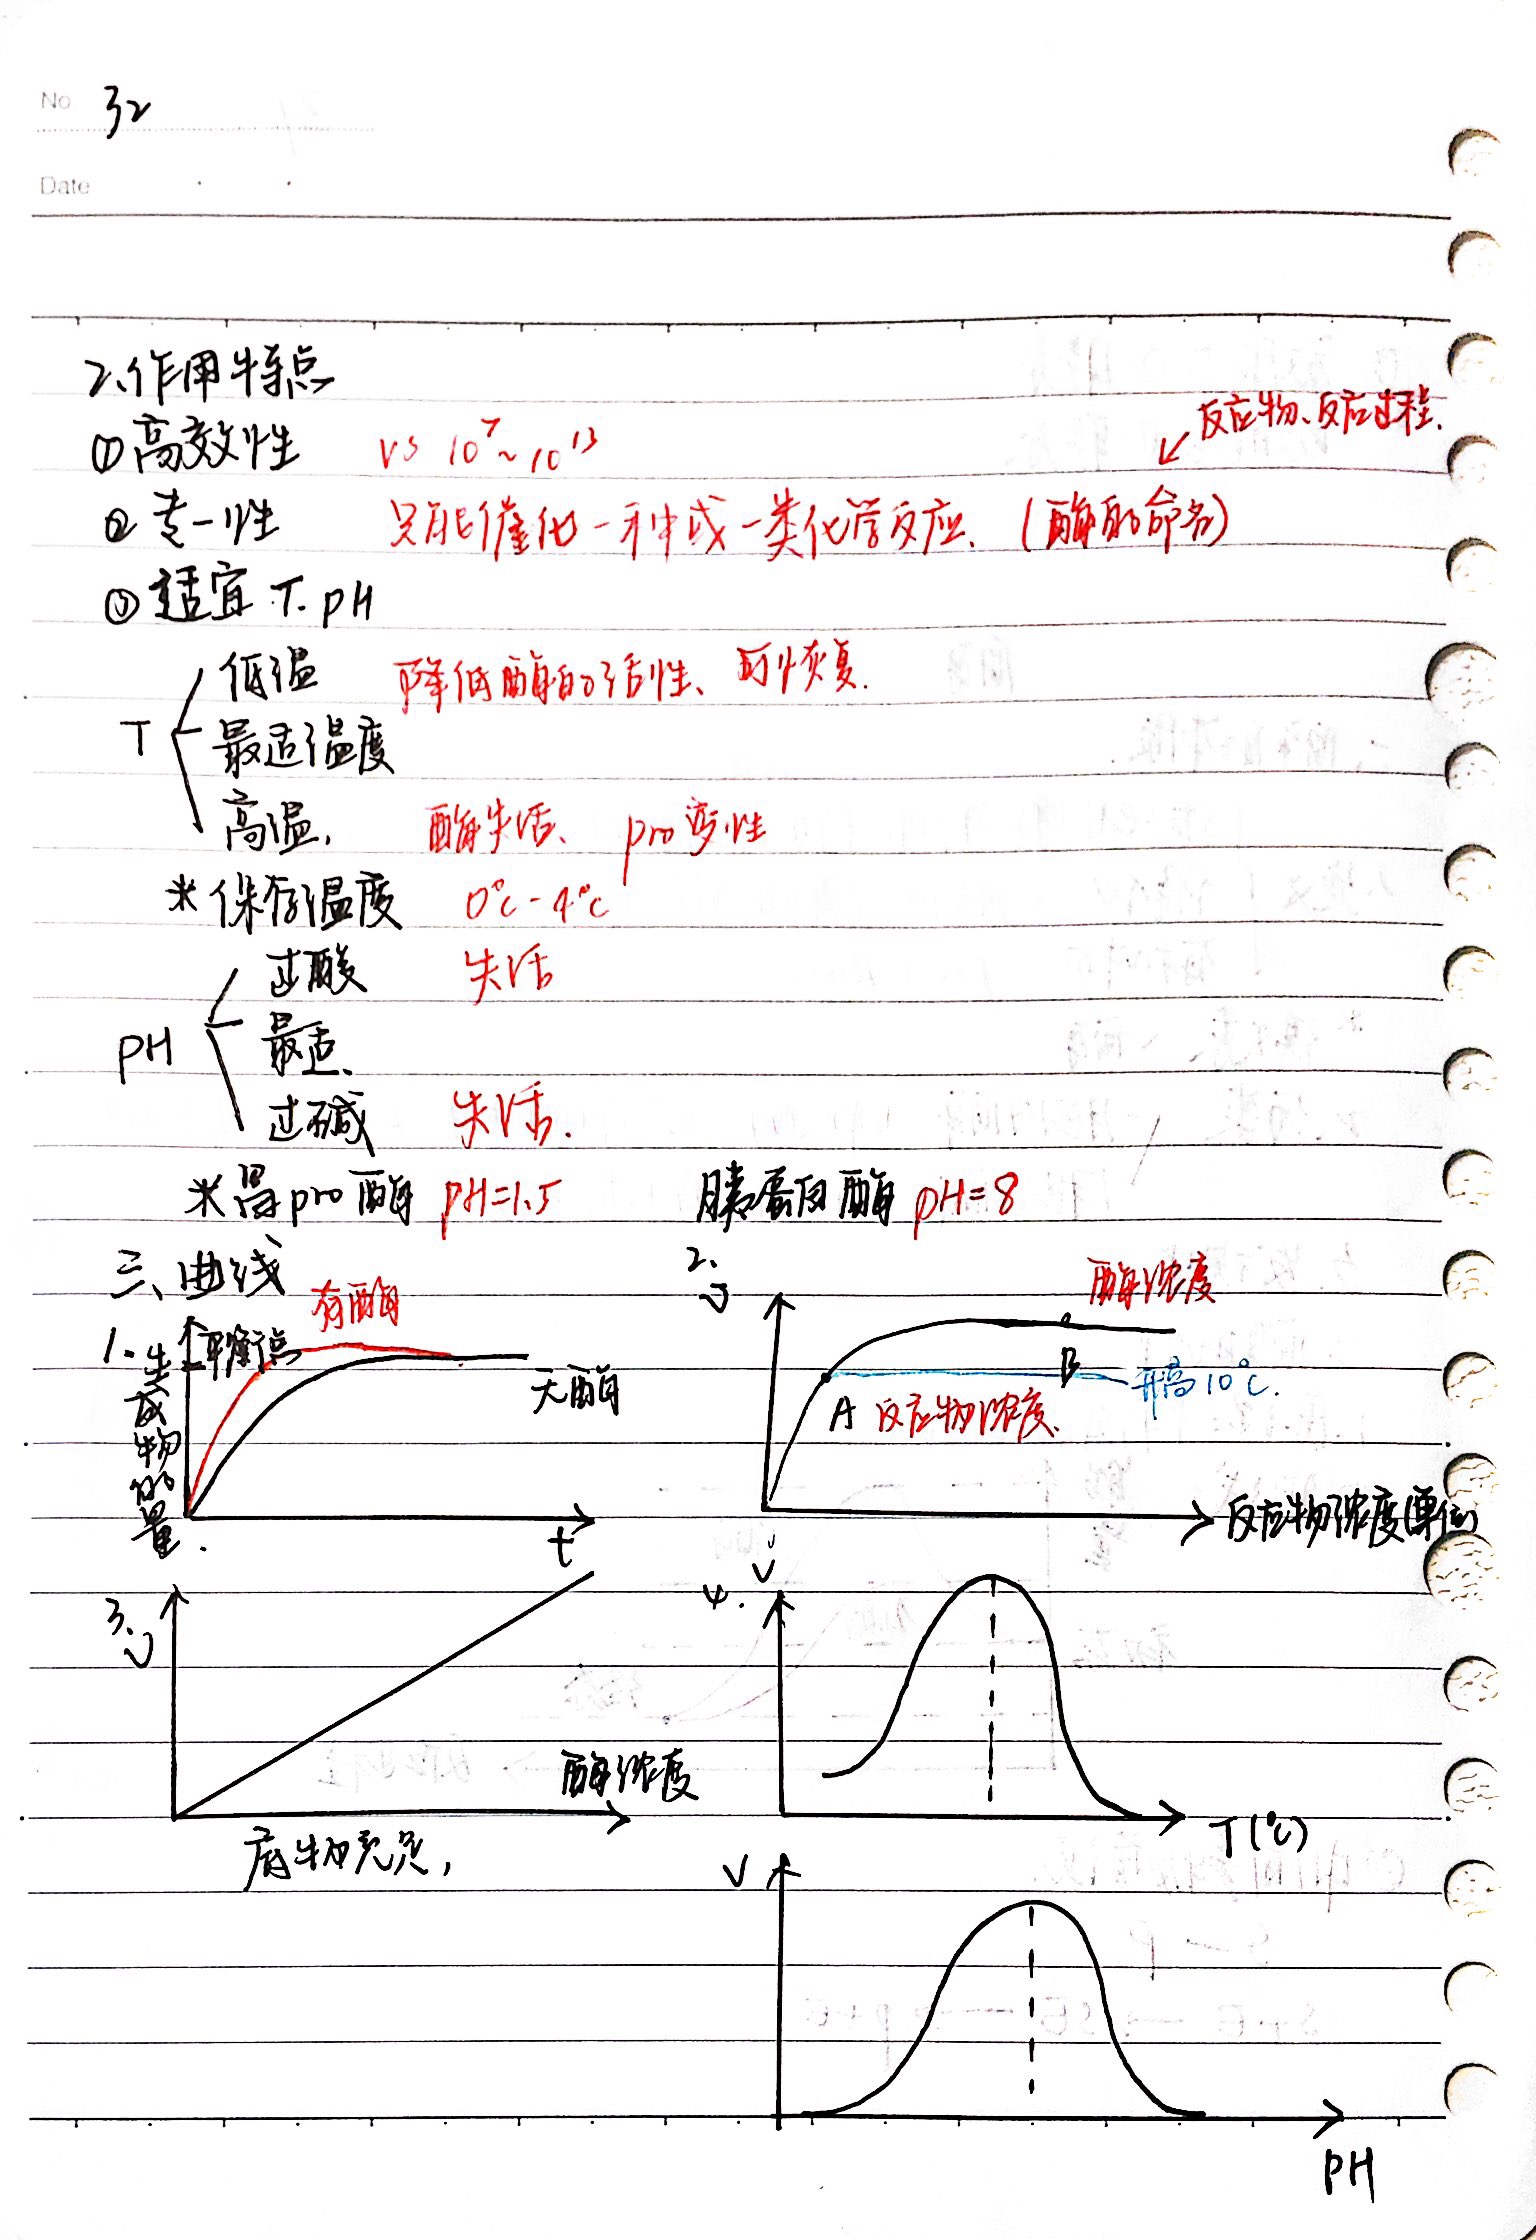 No 32
Date
2.作用特点
反应物、反应过程.
①高效性 vs 10⁷~10¹³
②专一性 只能催化一种或一类化学反应. (酶的命名)
③适宜 T. pH
低温 降低酶的活性、可恢复.
T 最适温度
高温. 酶失活、pro变性
*保存温度 0℃-4℃
过酸 失活
PH 最适.
过碱 失活.
*胃pro酶 pH=1.5 胰蛋白酶 pH=8
三、曲线
1. 生成物的量.
平衡点
有酶
无酶
t
2.
V
酶浓度
B
升高10℃.
A 反应物浓度.
反应物浓度
3.
V
酶浓度
底物充足,
4.
V
T(℃)
V
PH